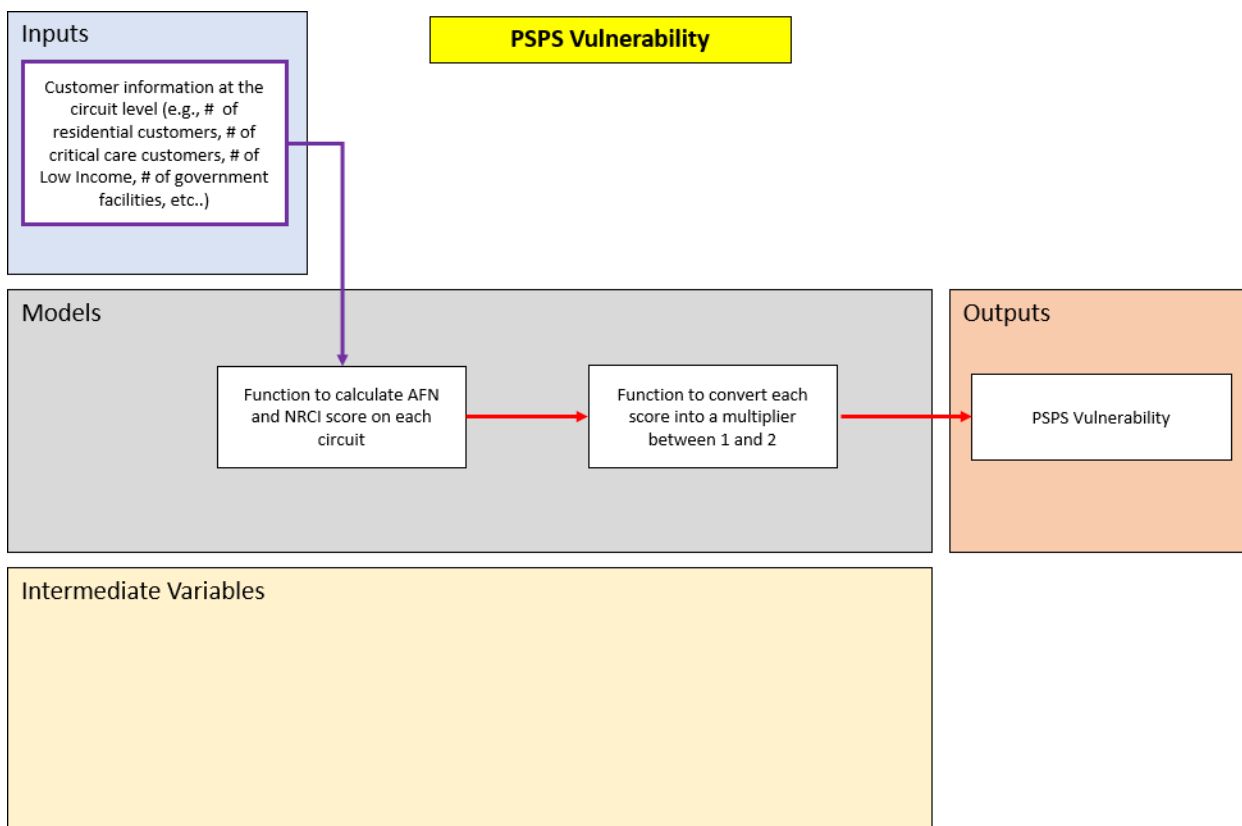 Inputs
PSPS Vulnerability
Customer information at the
circuit level (e.g., # of
residential customers, # of
critical care customers, # of
Low Income, # of government
facilities, etc..)
Models
Function to calculate AFN
and NRCI score on each
circuit
Function to convert each
score into a multiplier
between 1 and 2
Outputs
PSPS Vulnerability
Intermediate Variables